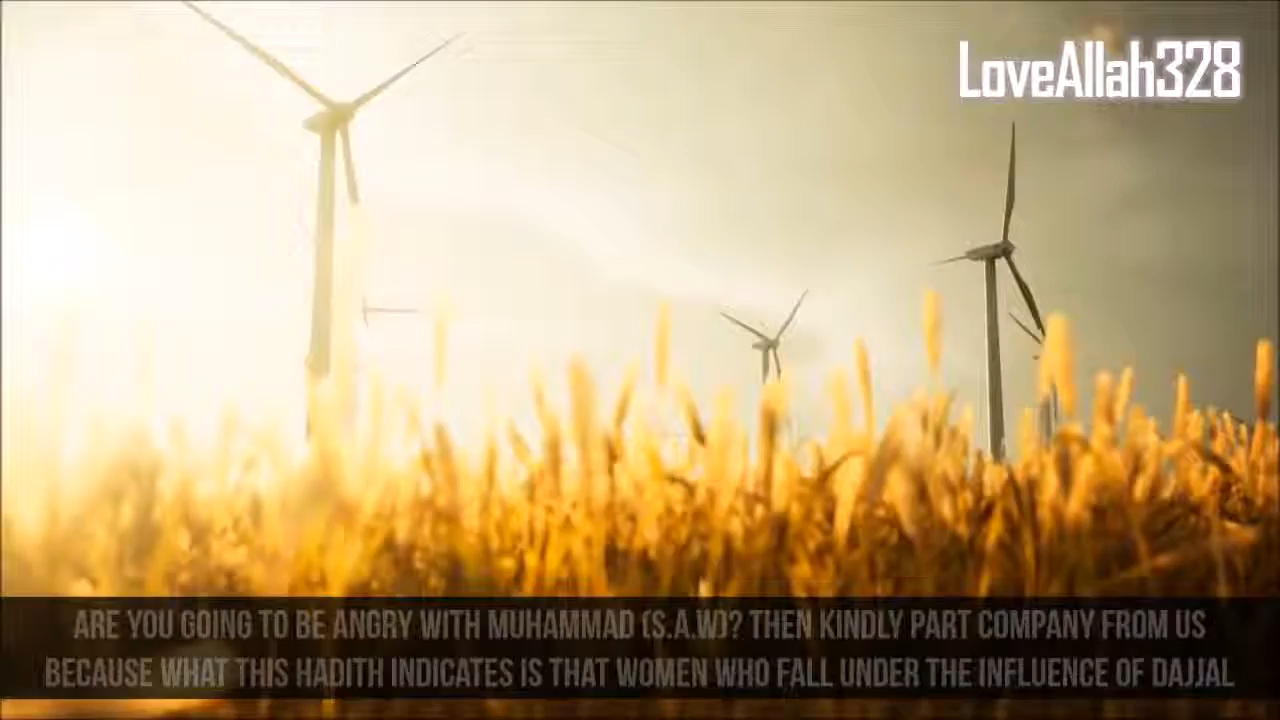 LoveAllah328
ARE YOU GOING TO BE ANGRY WITH MUHAMMAD (S.A.W)? THEN KINDLY PART COMPANY FROM US
BECAUSE WHAT THIS HADITH INDICATES IS THAT WOMEN WHO FALL UNDER THE INFLUENCE OF DAJJAL